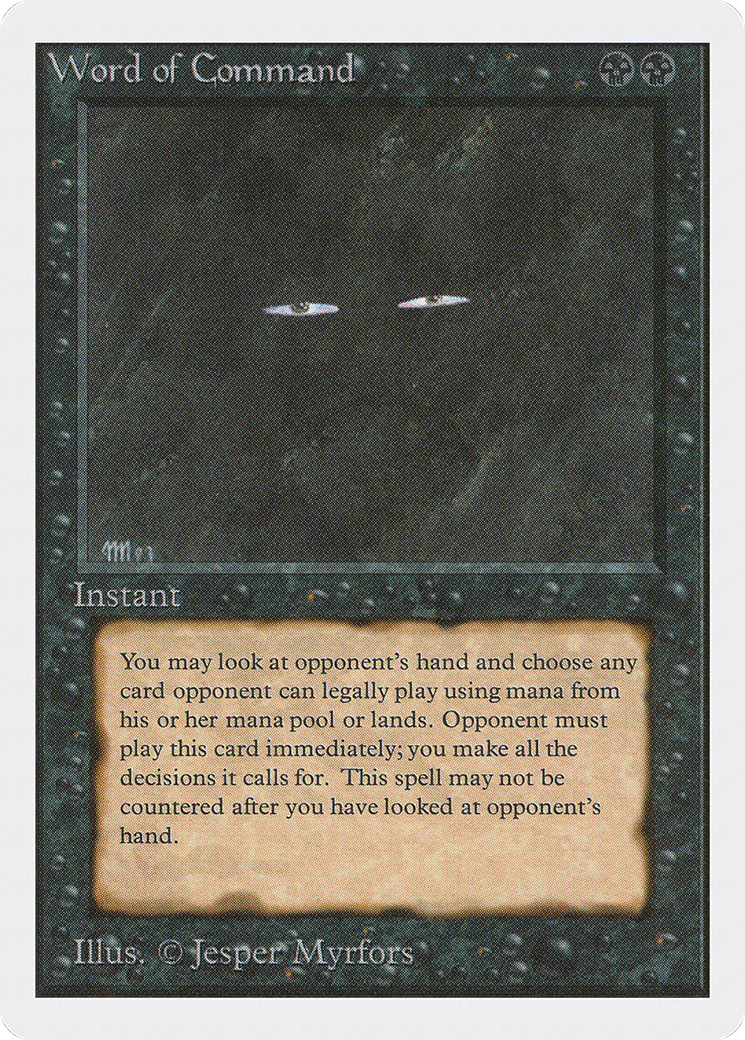 Word of Command
Instant
You may look at opponent's hand and choose any
card opponent can legally play using mana from
his or her mana pool or lands. Opponent must
play this card immediately; you make all the
decisions it calls for. This spell may not be
countered after you have looked at opponent's
hand.
Illus. © Jesper Myrfors